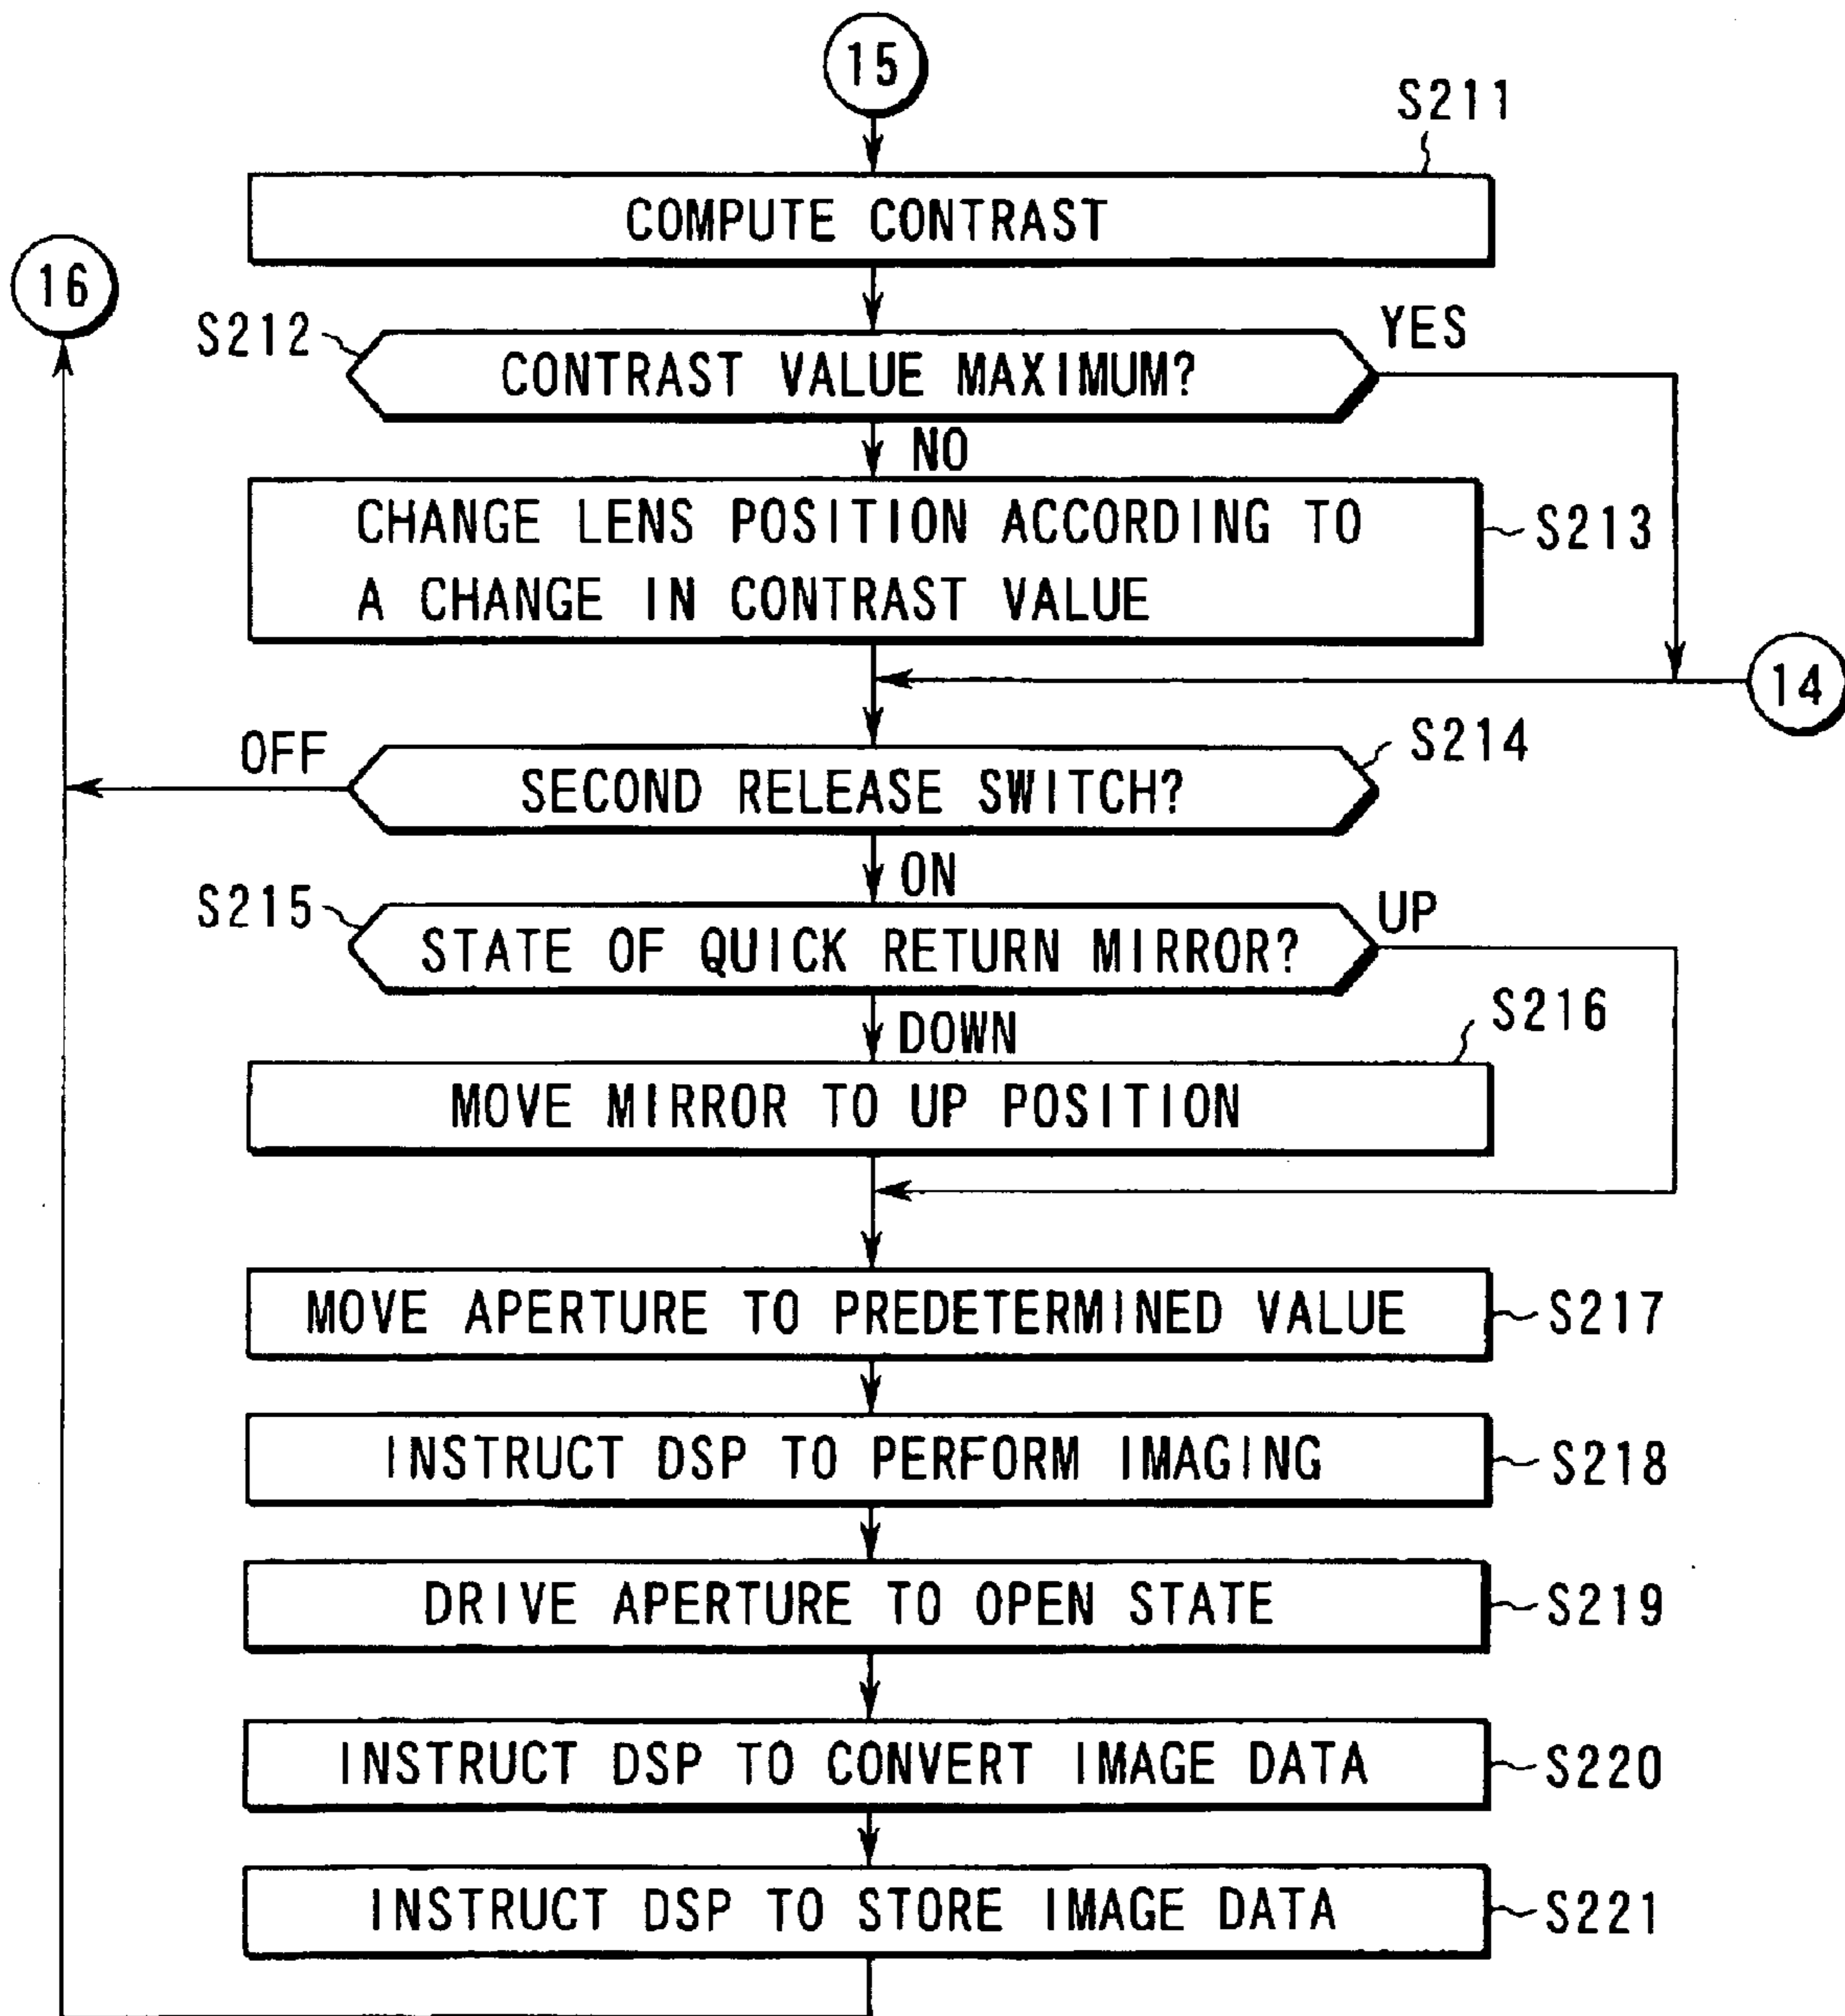 15
S211
COMPUTE CONTRAST
16
S212
YES
CONTRAST VALUE MAXIMUM?
NO
CHANGE LENS POSITION ACCORDING TO
A CHANGE IN CONTRAST VALUE
S213
14
OFF
S214
SECOND RELEASE SWITCH?
ON
S215
UP
STATE OF QUICK RETURN MIRROR?
DOWN
S216
MOVE MIRROR TO UP POSITION
MOVE APERTURE TO PREDETERMINED VALUE
S217
INSTRUCT DSP TO PERFORM IMAGING
S218
DRIVE APERTURE TO OPEN STATE
S219
INSTRUCT DSP TO CONVERT IMAGE DATA
S220
INSTRUCT DSP TO STORE IMAGE DATA
S221